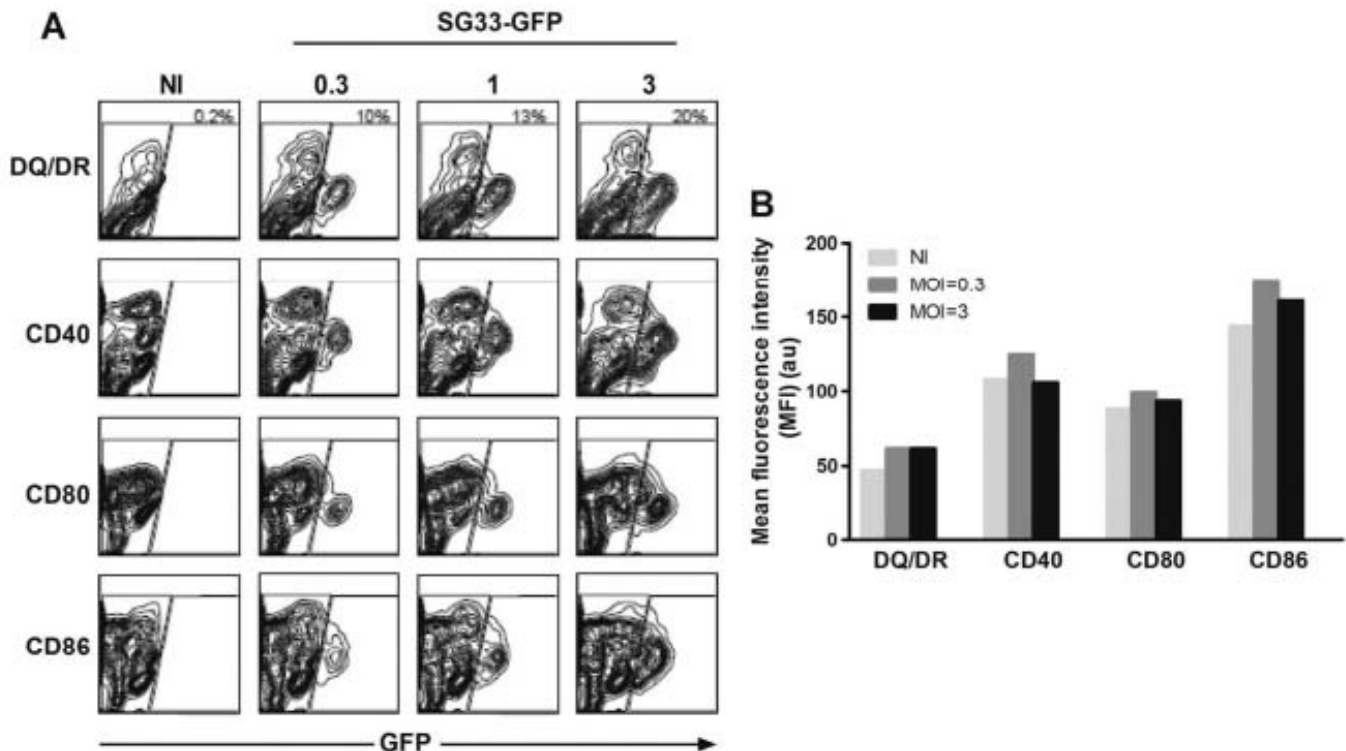 A
SG33-GFP
NI 0.3 1 3
0.2% 10% 13% 20%
DQ/DR
CD40
CD80
CD86
GFP
B
Mean fluorescence intensity
(MFI) (au)
200
150
100
50
0
NI
MOI=0.3
MOI=3
DQ/DR CD40 CD80 CD86